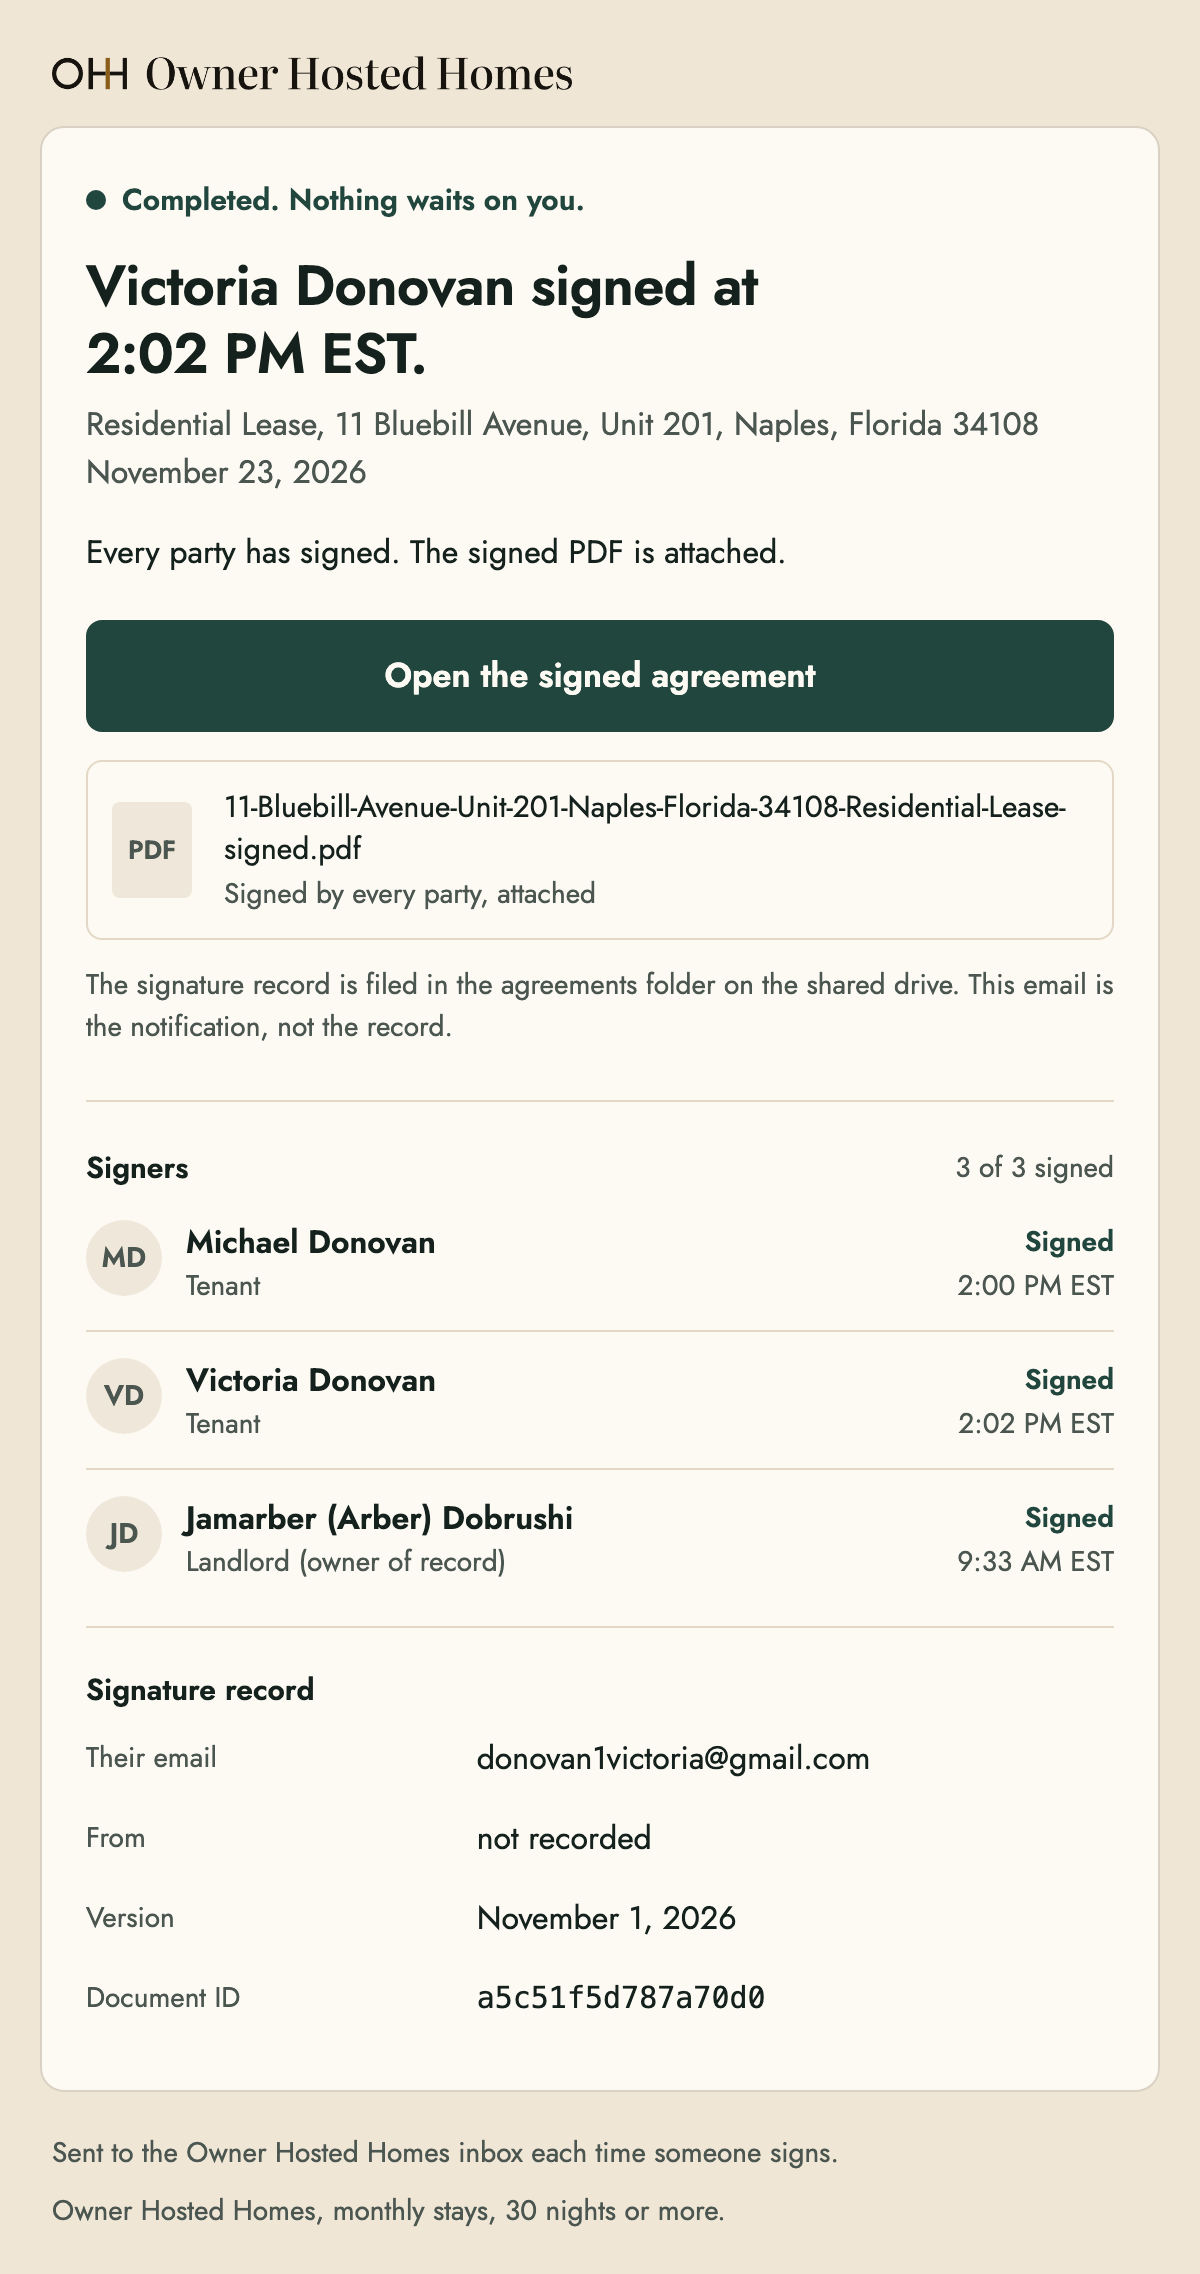 OHH Owner Hosted Homes
Completed. Nothing waits on you.
Victoria Donovan signed at
2:02 PM EST.
Residential Lease, 11 Bluebill Avenue, Unit 201, Naples, Florida 34108
November 23, 2026
Every party has signed. The signed PDF is attached.
Open the signed agreement
PDF
11-Bluebill-Avenue-Unit-201-Naples-Florida-34108-Residential-Lease-
signed.pdf
Signed by every party, attached
The signature record is filed in the agreements folder on the shared drive. This email is
the notification, not the record.
Signers 3 of 3 signed
MD Michael Donovan Signed
Tenant 2:00 PM EST
VD Victoria Donovan Signed
Tenant 2:02 PM EST
JD Jamarber (Arber) Dobrushi Signed
Landlord (owner of record) 9:33 AM EST
Signature record
Their email donovan1victoria@gmail.com
From not recorded
Version November 1, 2026
Document ID a5c51f5d787a70d0
Sent to the Owner Hosted Homes inbox each time someone signs.
Owner Hosted Homes, monthly stays, 30 nights or more.